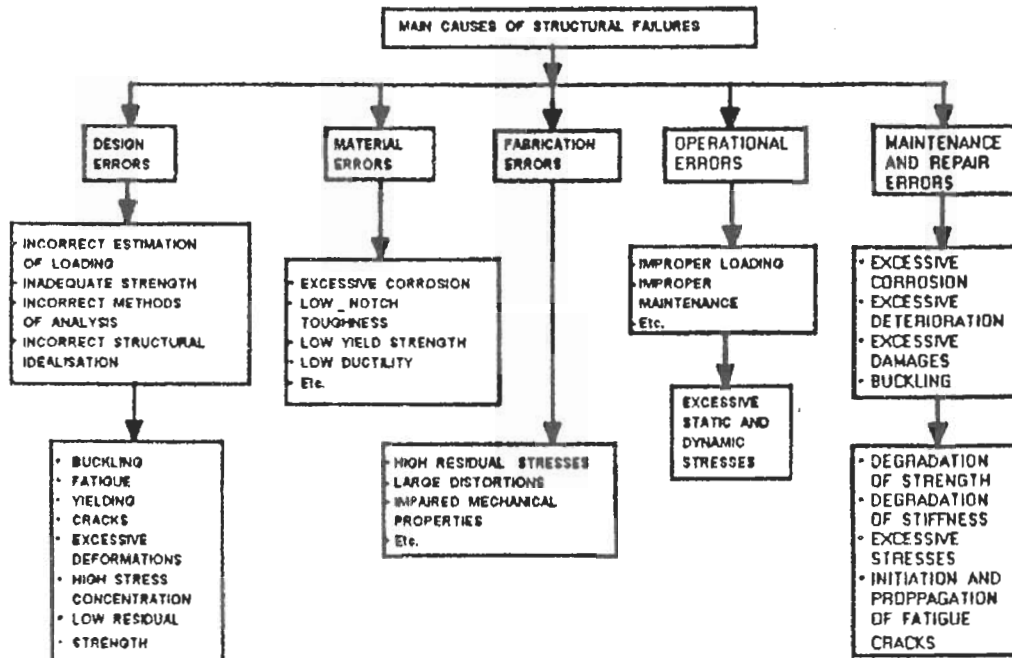 MAIN CAUSES OF STRUCTURAL FAILURES
DESIGN
ERRORS
MATERIAL
ERRORS
FABRICATION
ERRORS
OPERATIONAL
ERRORS
MAINTENANCE
AND REPAIR
ERRORS
• INCORRECT ESTIMATION
OF LOADING
• INADEQUATE STRENGTH
• INCORRECT METHODS
OF ANALYSIS
• INCORRECT STRUCTURAL
IDEALISATION
• EXCESSIVE CORROSION
• LOW_NOTCH
TOUGHNESS
• LOW YIELD STRENGTH
• LOW DUCTILITY
• Etc.
• IMPROPER LOADING
• IMPROPER
MAINTENANCE
• Etc.
• EXCESSIVE
CORROSION
• EXCESSIVE
DETERIORATION
• EXCESSIVE
DAMAGES
• BUCKLING
• BUCKLING
• FATIGUE
• YIELDING
• CRACKS
• EXCESSIVE
DEFORMATIONS
• HIGH STRESS
CONCENTRATION
• LOW RESIDUAL
• STRENGTH
• HIGH RESIDUAL STRESSES
• LARGE DISTORTIONS
• IMPAIRED MECHANICAL
PROPERTIES
• Etc.
EXCESSIVE
STATIC AND
DYNAMIC
STRESSES
• DEGRADATION
OF STRENGTH
• DEGRADATION
OF STIFFNESS
• EXCESSIVE
STRESSES
• INITIATION AND
PROPPAGATION
OF FATIGUE
CRACKS